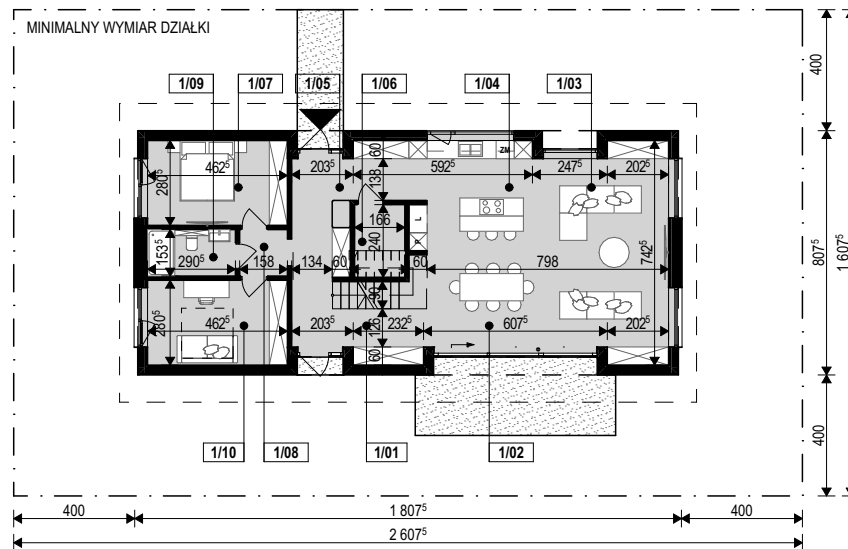 MINIMALNY WYMIAR DZIAŁKI
1/09 1/07 1/05 1/06 1/04 1/03
400
60 ZM
462⁵ 203⁵ 592⁵ 247⁵ 202⁵
280⁵ 138
166 L
240 R
153⁵ 742⁵ 807⁵ 1 607⁵
290⁵ 158 134 60 60 798
90
280⁵
462⁵ 203⁵ 232⁵ 607⁵ 202⁵
126
60
400
1/10 1/08 1/01 1/02
400 1 807⁵ 400
2 607⁵